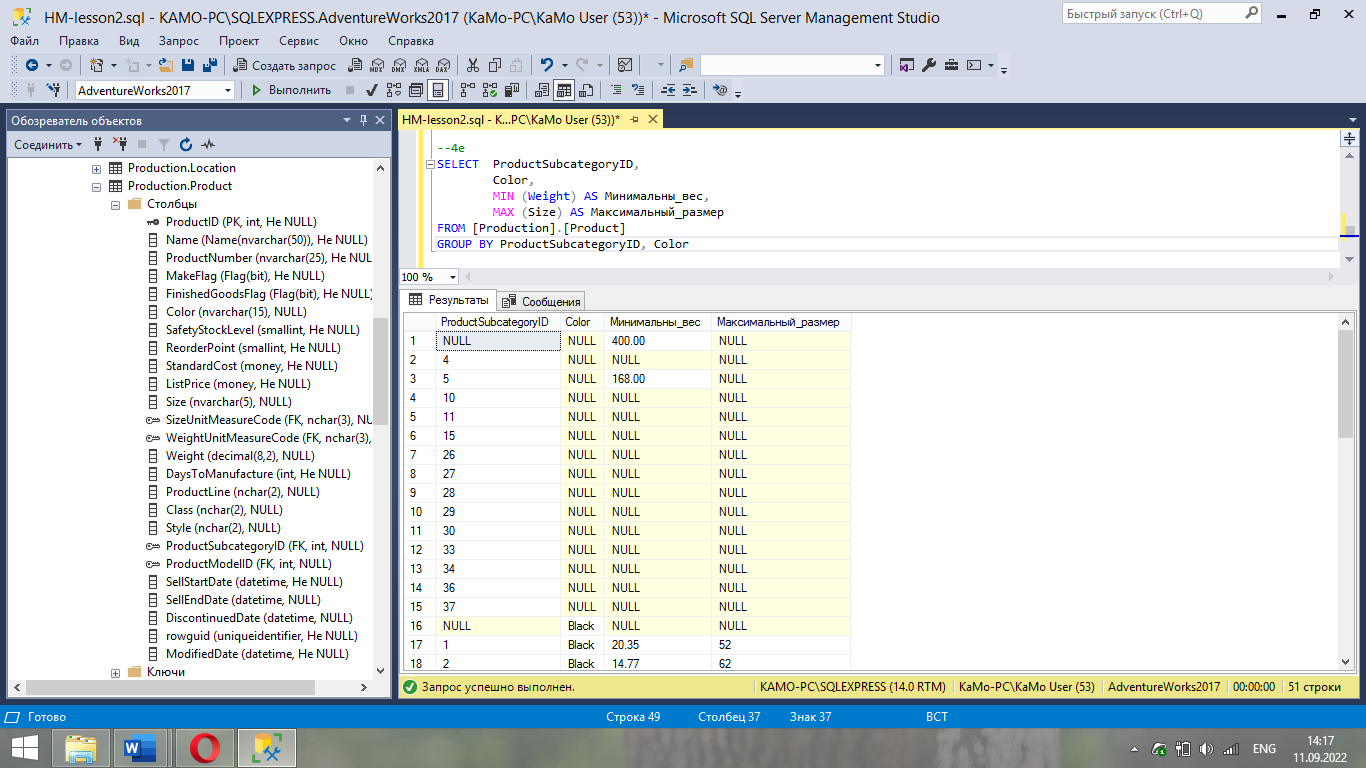 HM-lesson2.sql - KAMO-PC\SQLEXPRESS.AdventureWorks2017 (KaMo-PC\KaMo User (53))* - Microsoft SQL Server Management Studio
Быстрый запуск (Ctrl+Q)
Файл Правка Вид Запрос Проект Сервис Окно Справка
Создать запрос MDX DMX XMLA DAX
AdventureWorks2017 Выполнить
Обозреватель объектов
Соединить
Production.Location
Production.Product
Столбцы
ProductID (PK, int, Не NULL)
Name (Name(nvarchar(50)), Не NULL)
ProductNumber (nvarchar(25), Не NUL
MakeFlag (Flag(bit), Не NULL)
FinishedGoodsFlag (Flag(bit), Не NULL)
Color (nvarchar(15), NULL)
SafetyStockLevel (smallint, Не NULL)
ReorderPoint (smallint, Не NULL)
StandardCost (money, Не NULL)
ListPrice (money, Не NULL)
Size (nvarchar(5), NULL)
SizeUnitMeasureCode (FK, nchar(3), NU
WeightUnitMeasureCode (FK, nchar(3),
Weight (decimal(8,2), NULL)
DaysToManufacture (int, Не NULL)
ProductLine (nchar(2), NULL)
Class (nchar(2), NULL)
Style (nchar(2), NULL)
ProductSubcategoryID (FK, int, NULL)
ProductModelID (FK, int, NULL)
SellStartDate (datetime, Не NULL)
SellEndDate (datetime, NULL)
DiscontinuedDate (datetime, NULL)
rowguid (uniqueidentifier, Не NULL)
ModifiedDate (datetime, Не NULL)
Ключи
HM-lesson2.sql - K...PC\KaMo User (53))*
--4e
SELECT ProductSubcategoryID,
Color,
MIN (Weight) AS Минимальны_вес,
MAX (Size) AS Максимальный_размер
FROM [Production].[Product]
GROUP BY ProductSubcategoryID, Color
100 %
Результаты Сообщения
ProductSubcategoryID Color Минимальны_вес Максимальный_размер
1 NULL NULL 400.00 NULL
2 4 NULL NULL NULL
3 5 NULL 168.00 NULL
4 10 NULL NULL NULL
5 11 NULL NULL NULL
6 15 NULL NULL NULL
7 26 NULL NULL NULL
8 27 NULL NULL NULL
9 28 NULL NULL NULL
10 29 NULL NULL NULL
11 30 NULL NULL NULL
12 33 NULL NULL NULL
13 34 NULL NULL NULL
14 36 NULL NULL NULL
15 37 NULL NULL NULL
16 NULL Black NULL NULL
17 1 Black 20.35 52
18 2 Black 14.77 62
Запрос успешно выполнен. KAMO-PC\SQLEXPRESS (14.0 RTM) KaMo-PC\KaMo User (53) AdventureWorks2017 00:00:00 51 строки
Готово Строка 49 Столбец 37 Знак 37 ВСТ
ENG 14:17
11.09.2022